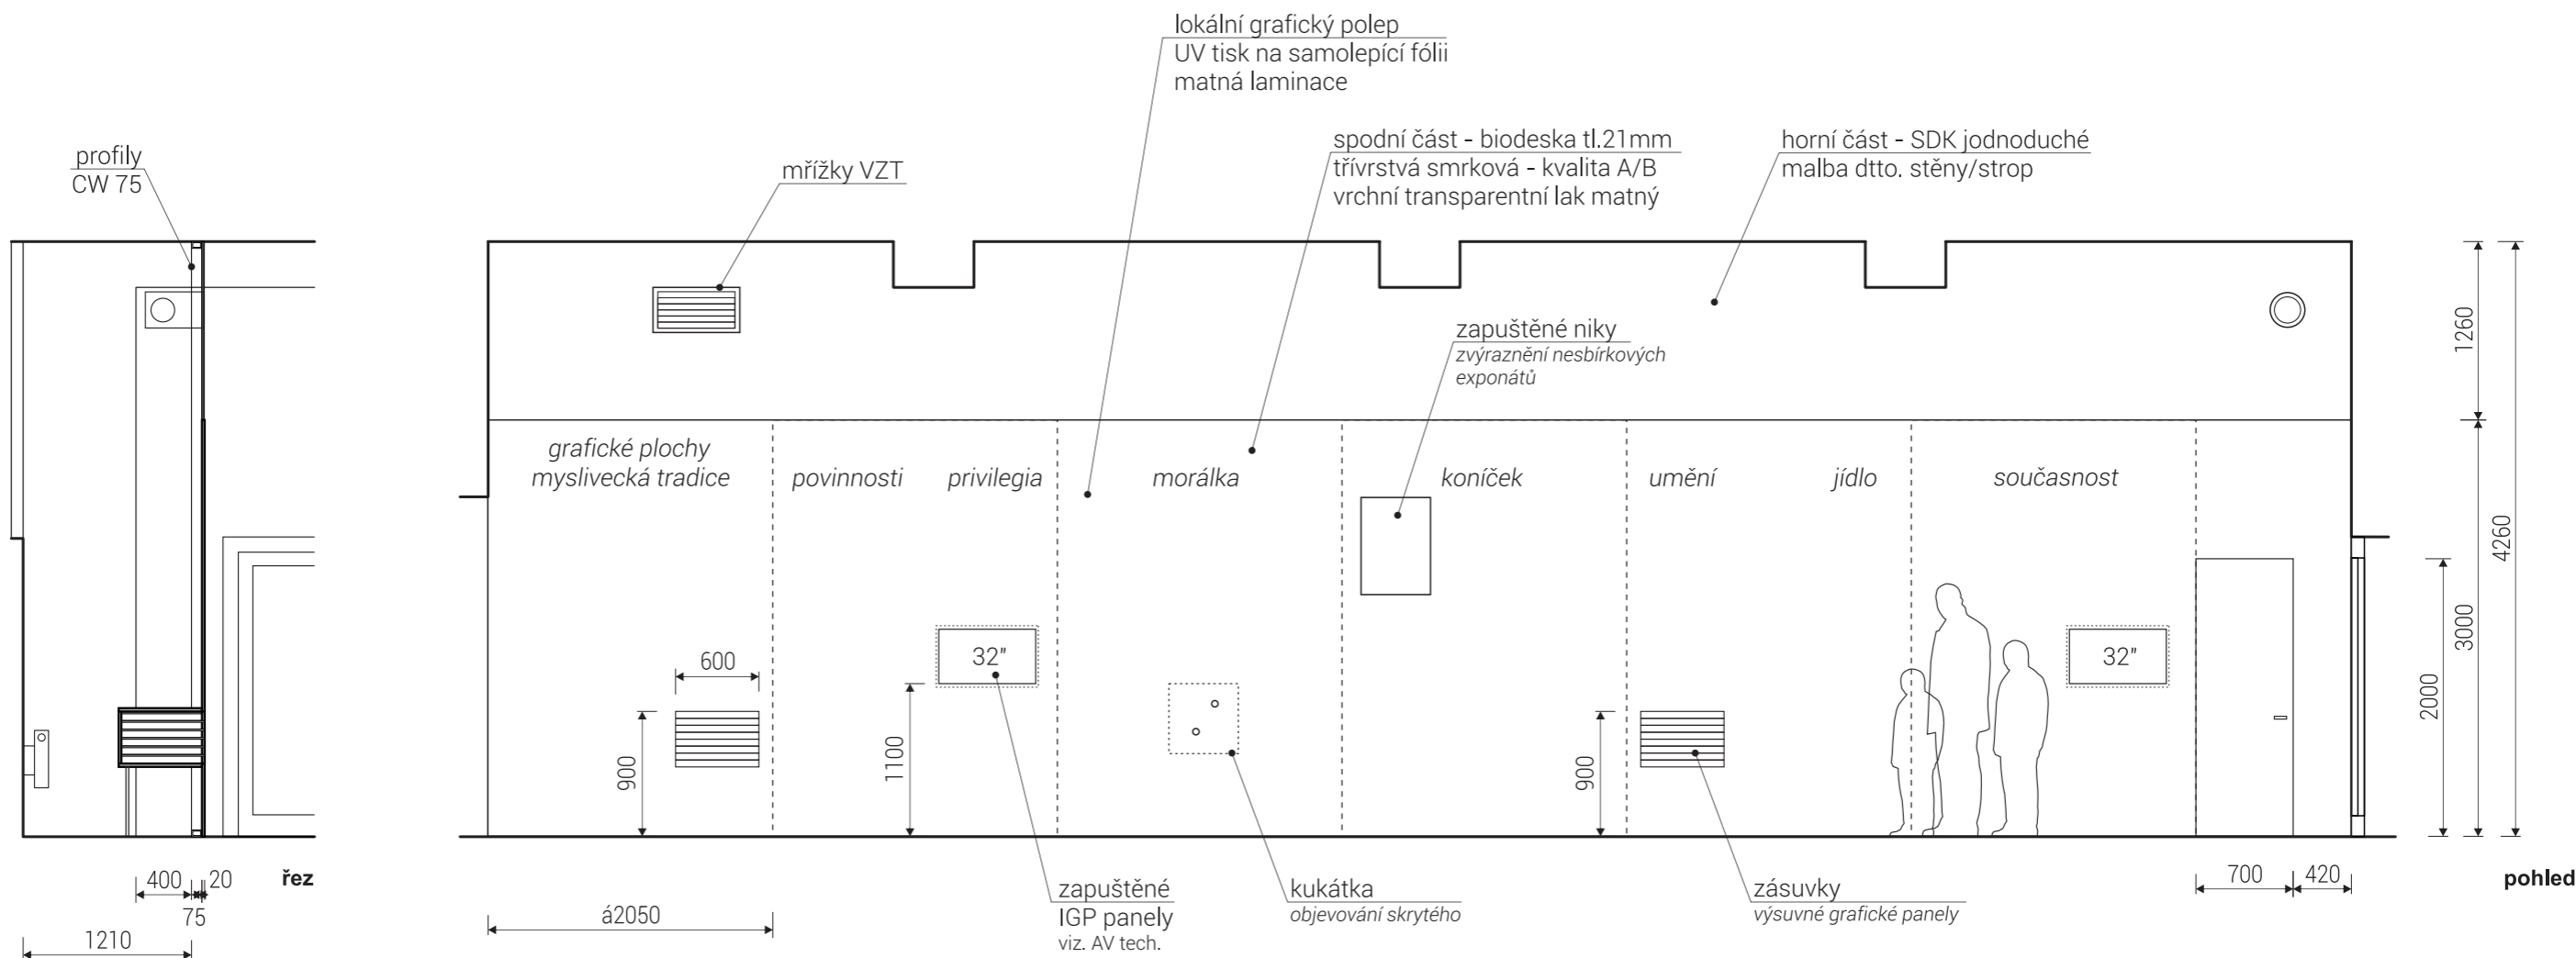 lokální grafický polep
UV tisk na samolepící fólii
matná laminace
profily
CW 75
mřížky VZT
spodní část - biodeska tl.21mm
třívrstvá smrková - kvalita A/B
vrchní transparentní lak matný
horní část - SDK jodnoduché
malba dtto. stěny/strop
zapuštěné niky
zvýraznění nesbírkových
exponátů
1260
4260
3000
2000
grafické plochy
myslivecká tradice
povinnosti
privilegia
morálka
koníček
umění
jídlo
současnost
600
900
1100
32"
900
32"
400
20
75
1210
řez
á2050
zapuštěné
IGP panely
viz. AV tech.
kukátka
objevování skrytého
zásuvky
výsuvné grafické panely
700
420
pohled